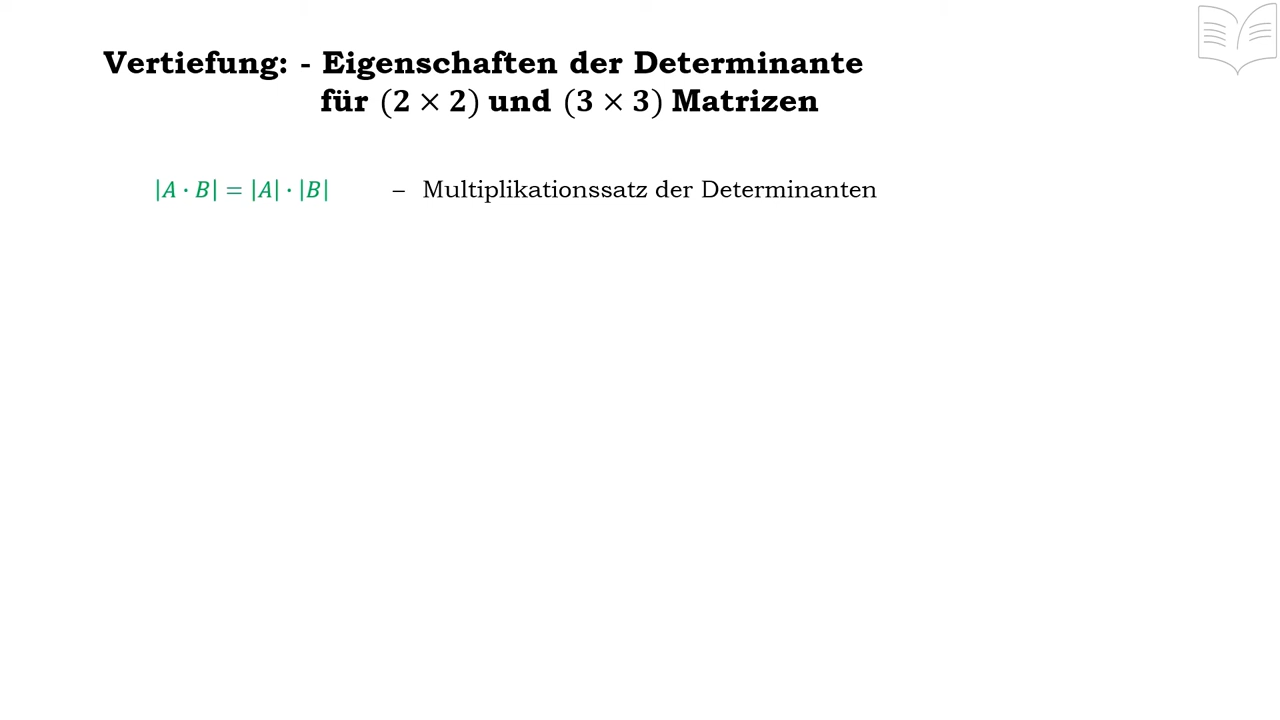 Vertiefung: - Eigenschaften der Determinante
für (2 × 2) und (3 × 3) Matrizen
|A · B| = |A| · |B| – Multiplikationssatz der Determinanten